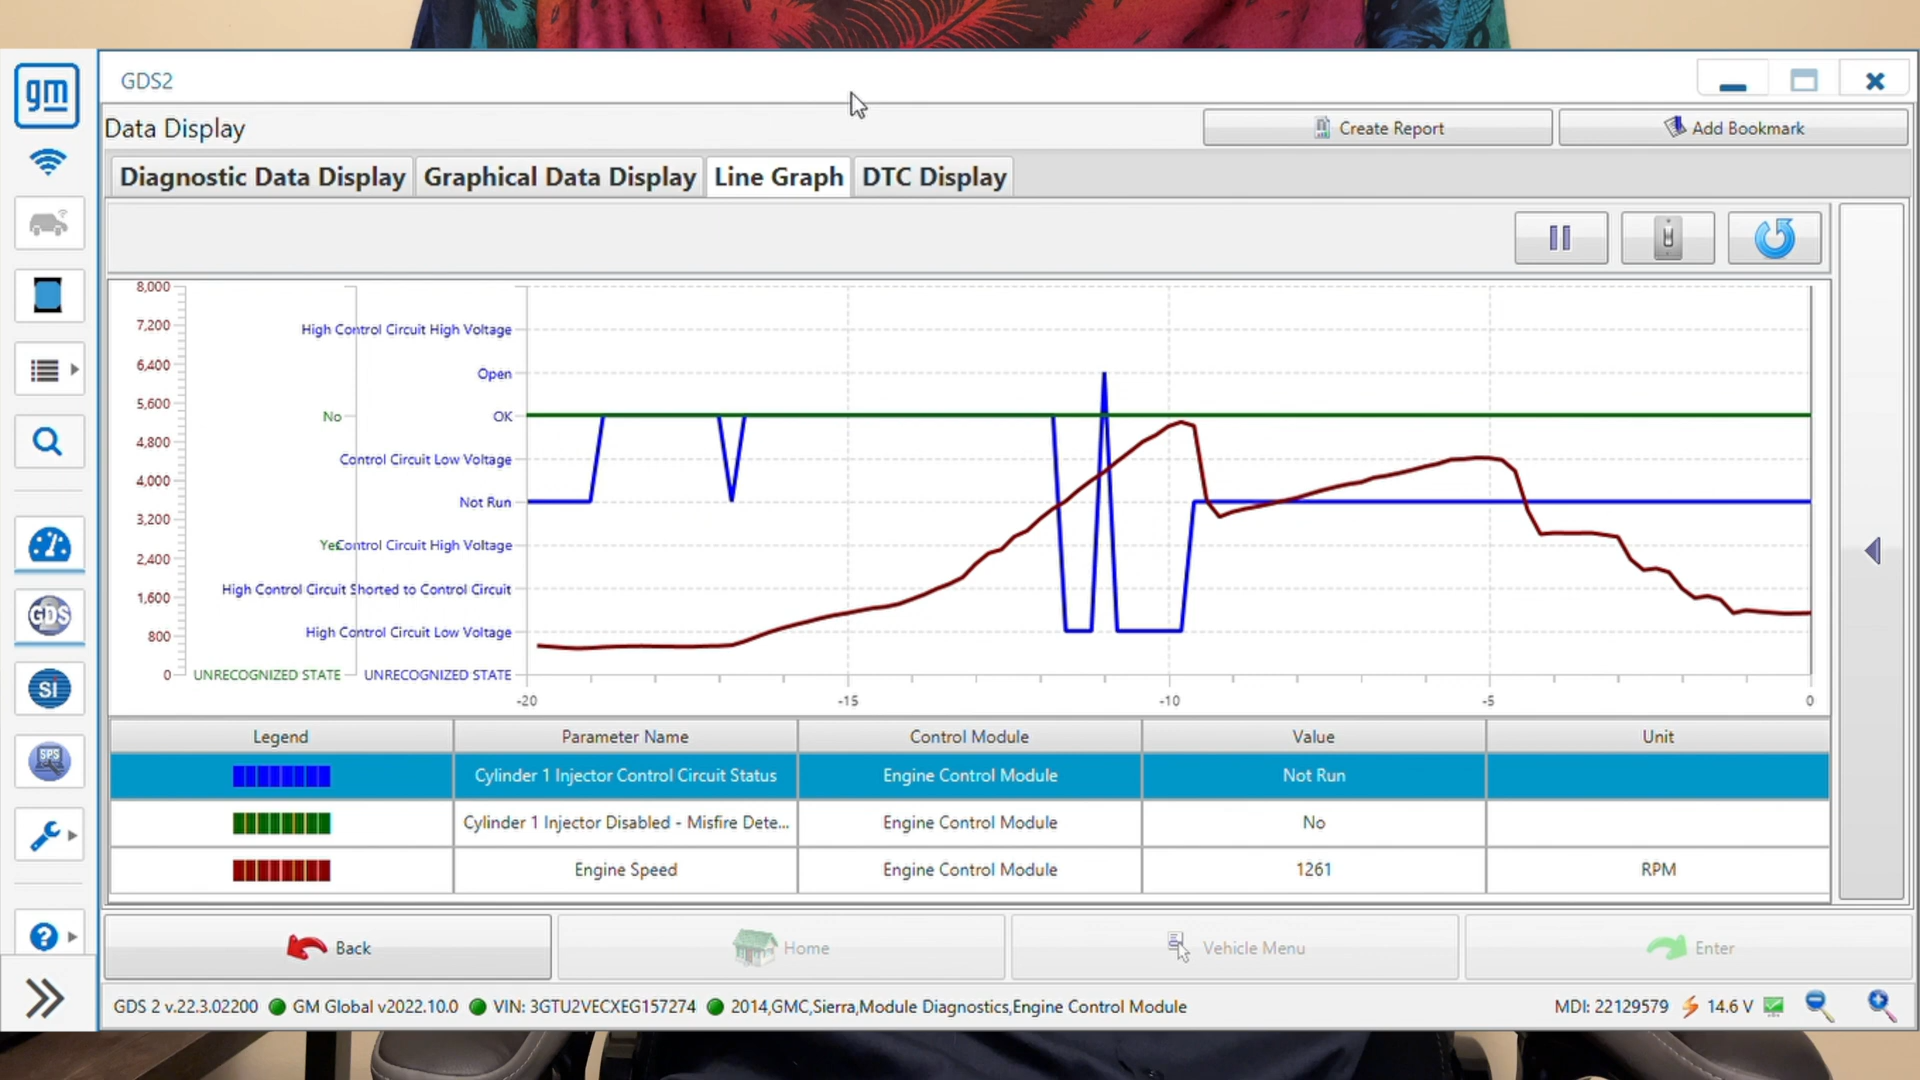 gm
GDS2
Data Display
Create Report
Add Bookmark
Diagnostic Data Display
Graphical Data Display
Line Graph
DTC Display
8,000
7,200
6,400
5,600
4,800
4,000
3,200
2,400
1,600
800
0
No
Yes
UNRECOGNIZED STATE
High Control Circuit High Voltage
Open
OK
Control Circuit Low Voltage
Not Run
Control Circuit High Voltage
High Control Circuit Shorted to Control Circuit
High Control Circuit Low Voltage
UNRECOGNIZED STATE
-20
-15
-10
-5
0
Legend Parameter Name Control Module Value Unit
Cylinder 1 Injector Control Circuit Status Engine Control Module Not Run
Cylinder 1 Injector Disabled - Misfire Dete... Engine Control Module No
Engine Speed Engine Control Module 1261 RPM
GDS
SI
SPS
?
Back
Home
Vehicle Menu
Enter
GDS 2 v.22.3.02200 GM Global v2022.10.0 VIN: 3GTU2VECXEG157274 2014,GMC,Sierra,Module Diagnostics,Engine Control Module MDI: 22129579 14.6 V